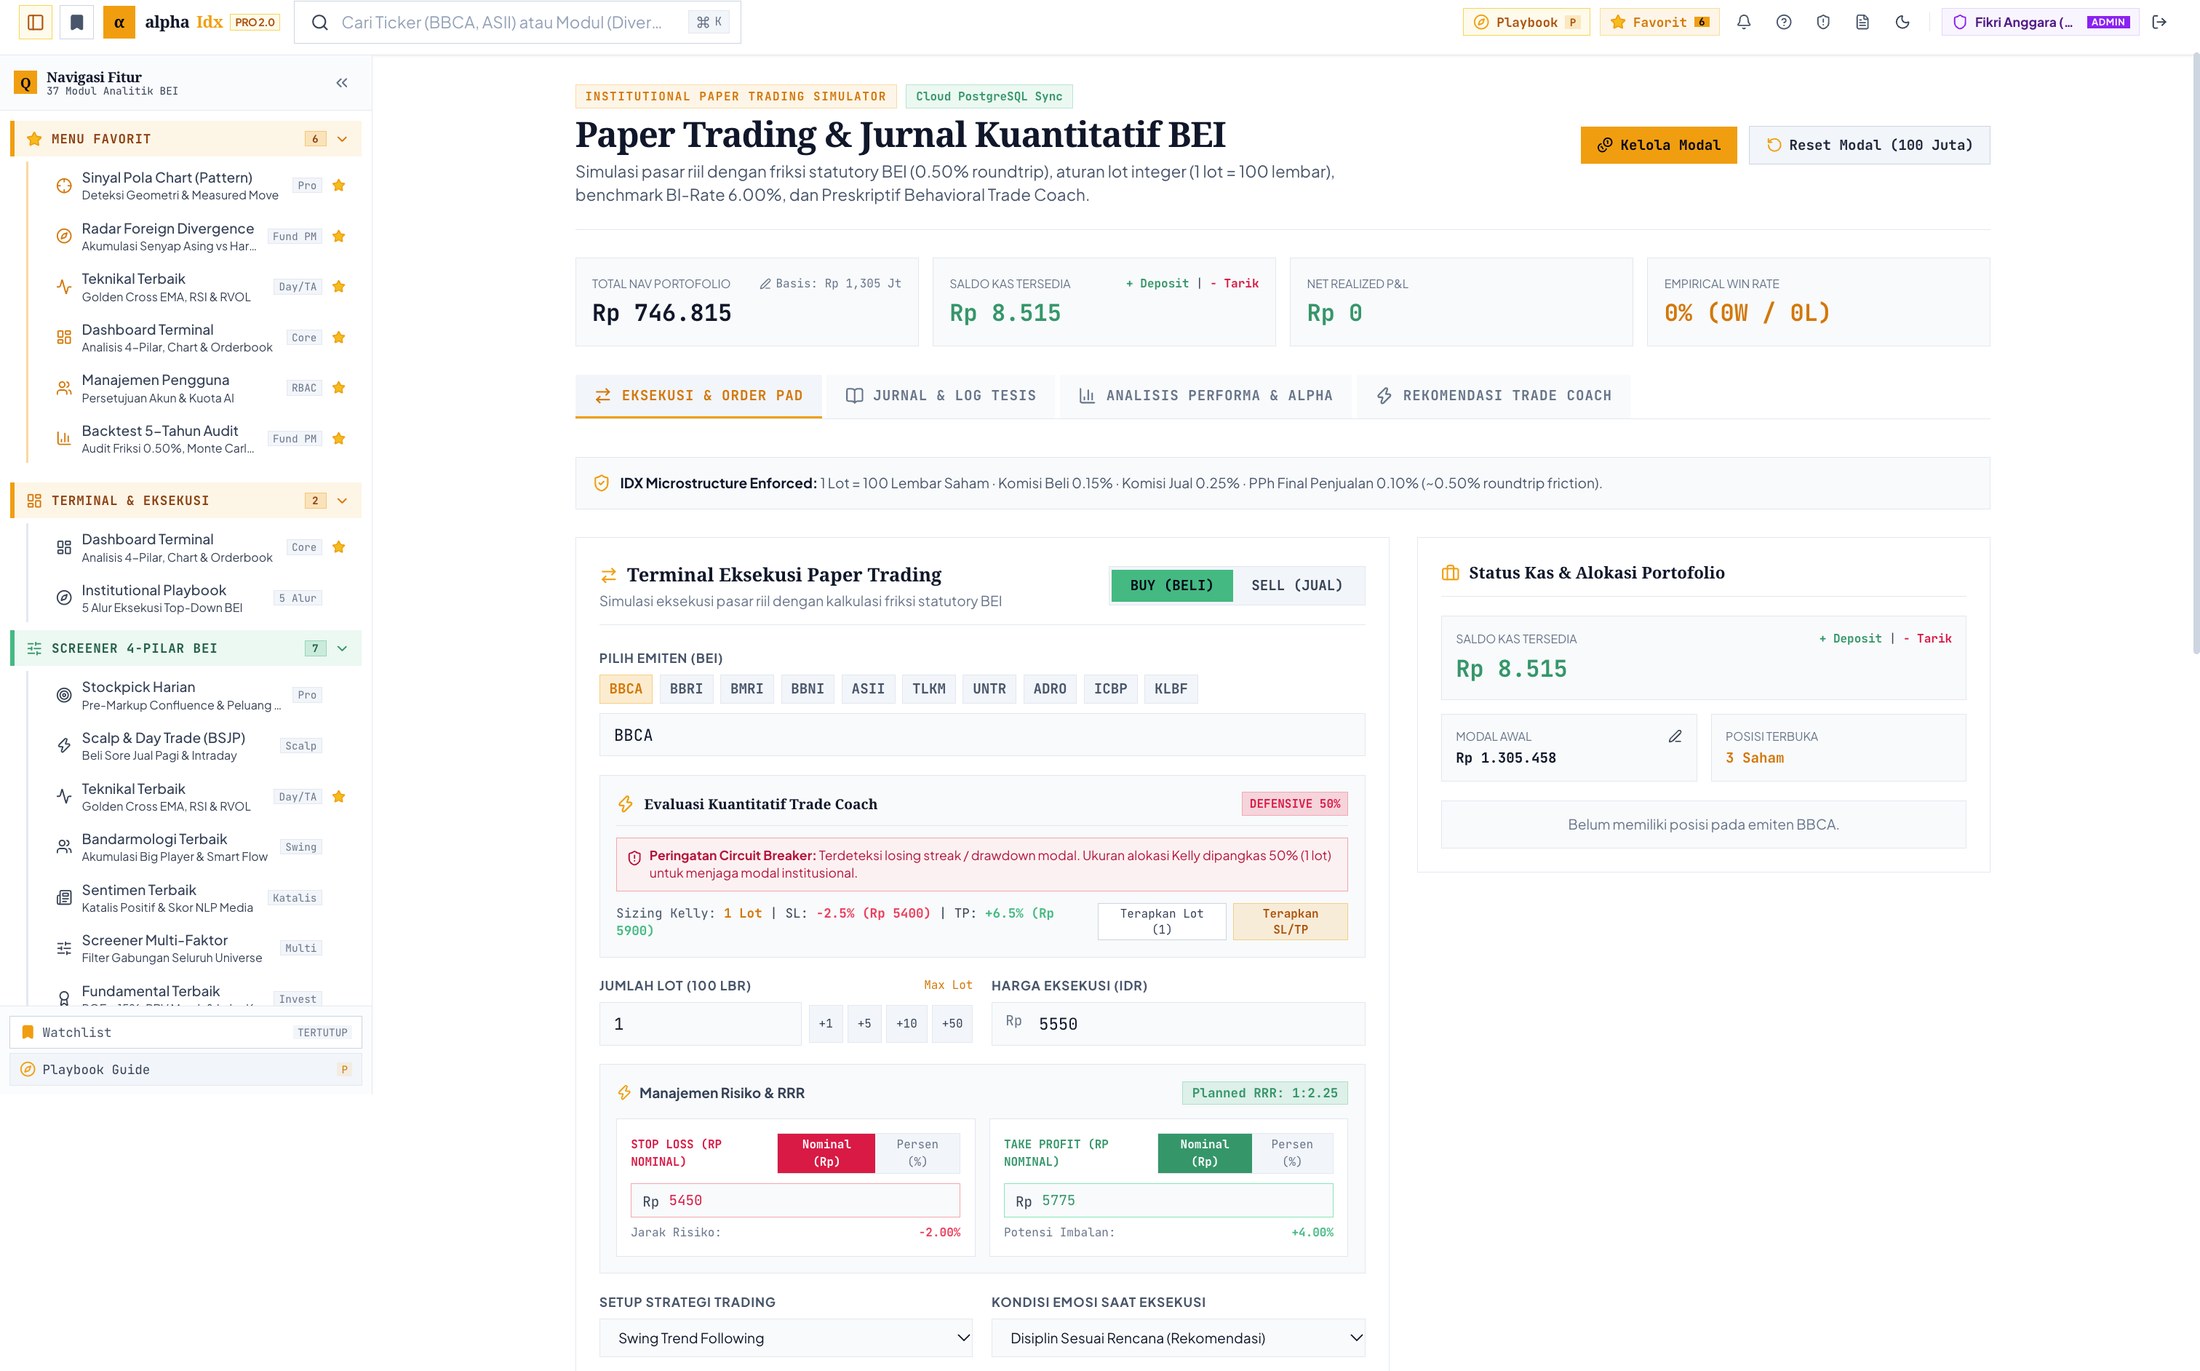 α alpha Idx PRO 2.0
Cari Ticker (BBCA, ASII) atau Modul (Diver... ⌘ K
Playbook P
Favorit 6
Fikri Anggara (... ADMIN
Q Navigasi Fitur
37 Modul Analitik BEI
MENU FAVORIT 6
Sinyal Pola Chart (Pattern)
Deteksi Geometri & Measured Move
Pro
Radar Foreign Divergence
Akumulasi Senyap Asing vs Har...
Fund PM
Teknikal Terbaik
Golden Cross EMA, RSI & RVOL
Day/TA
Dashboard Terminal
Analisis 4-Pilar, Chart & Orderbook
Core
Manajemen Pengguna
Persetujuan Akun & Kuota AI
RBAC
Backtest 5-Tahun Audit
Audit Friksi 0.50%, Monte Carl...
Fund PM
TERMINAL & EKSEKUSI 2
Dashboard Terminal
Analisis 4-Pilar, Chart & Orderbook
Core
Institutional Playbook
5 Alur Eksekusi Top-Down BEI
5 Alur
SCREENER 4-PILAR BEI 7
Stockpick Harian
Pre-Markup Confluence & Peluang ...
Pro
Scalp & Day Trade (BSJP)
Beli Sore Jual Pagi & Intraday
Scalp
Teknikal Terbaik
Golden Cross EMA, RSI & RVOL
Day/TA
Bandarmologi Terbaik
Akumulasi Big Player & Smart Flow
Swing
Sentimen Terbaik
Katalis Positif & Skor NLP Media
Katalis
Screener Multi-Faktor
Filter Gabungan Seluruh Universe
Multi
Fundamental Terbaik
Invest
Watchlist TERTUTUP
Playbook Guide P
INSTITUTIONAL PAPER TRADING SIMULATOR
Cloud PostgreSQL Sync
Paper Trading & Jurnal Kuantitatif BEI
Simulasi pasar riil dengan friksi statutory BEI (0.50% roundtrip), aturan lot integer (1 lot = 100 lembar),
benchmark BI-Rate 6.00%, dan Preskriptif Behavioral Trade Coach.
Kelola Modal
Reset Modal (100 Juta)
TOTAL NAV PORTOFOLIO Basis: Rp 1,305 Jt
Rp 746.815
SALDO KAS TERSEDIA + Deposit | - Tarik
Rp 8.515
NET REALIZED P&L
Rp 0
EMPIRICAL WIN RATE
0% (0W / 0L)
EKSEKUSI & ORDER PAD
JURNAL & LOG TESIS
ANALISIS PERFORMA & ALPHA
REKOMENDASI TRADE COACH
IDX Microstructure Enforced: 1 Lot = 100 Lembar Saham · Komisi Beli 0.15% · Komisi Jual 0.25% · PPh Final Penjualan 0.10% (~0.50% roundtrip friction).
Terminal Eksekusi Paper Trading
Simulasi eksekusi pasar riil dengan kalkulasi friksi statutory BEI
BUY (BELI) SELL (JUAL)
PILIH EMITEN (BEI)
BBCA BBRI BMRI BBNI ASII TLKM UNTR ADRO ICBP KLBF
BBCA
Evaluasi Kuantitatif Trade Coach
DEFENSIVE 50%
Peringatan Circuit Breaker: Terdeteksi losing streak / drawdown modal. Ukuran alokasi Kelly dipangkas 50% (1 lot)
untuk menjaga modal institusional.
Sizing Kelly: 1 Lot | SL: -2.5% (Rp 5400) | TP: +6.5% (Rp
5900)
Terapkan Lot
(1)
Terapkan
SL/TP
JUMLAH LOT (100 LBR) Max Lot
1 +1 +5 +10 +50
HARGA EKSEKUSI (IDR)
Rp 5550
Manajemen Risiko & RRR
Planned RRR: 1:2.25
STOP LOSS (RP
NOMINAL)
Nominal
(Rp)
Persen
(%)
Rp 5450
Jarak Risiko: -2.00%
TAKE PROFIT (RP
NOMINAL)
Nominal
(Rp)
Persen
(%)
Rp 5775
Potensi Imbalan: +4.00%
SETUP STRATEGI TRADING
Swing Trend Following
KONDISI EMOSI SAAT EKSEKUSI
Disiplin Sesuai Rencana (Rekomendasi)
Status Kas & Alokasi Portofolio
SALDO KAS TERSEDIA + Deposit | - Tarik
Rp 8.515
MODAL AWAL
Rp 1.305.458
POSISI TERBUKA
3 Saham
Belum memiliki posisi pada emiten BBCA.